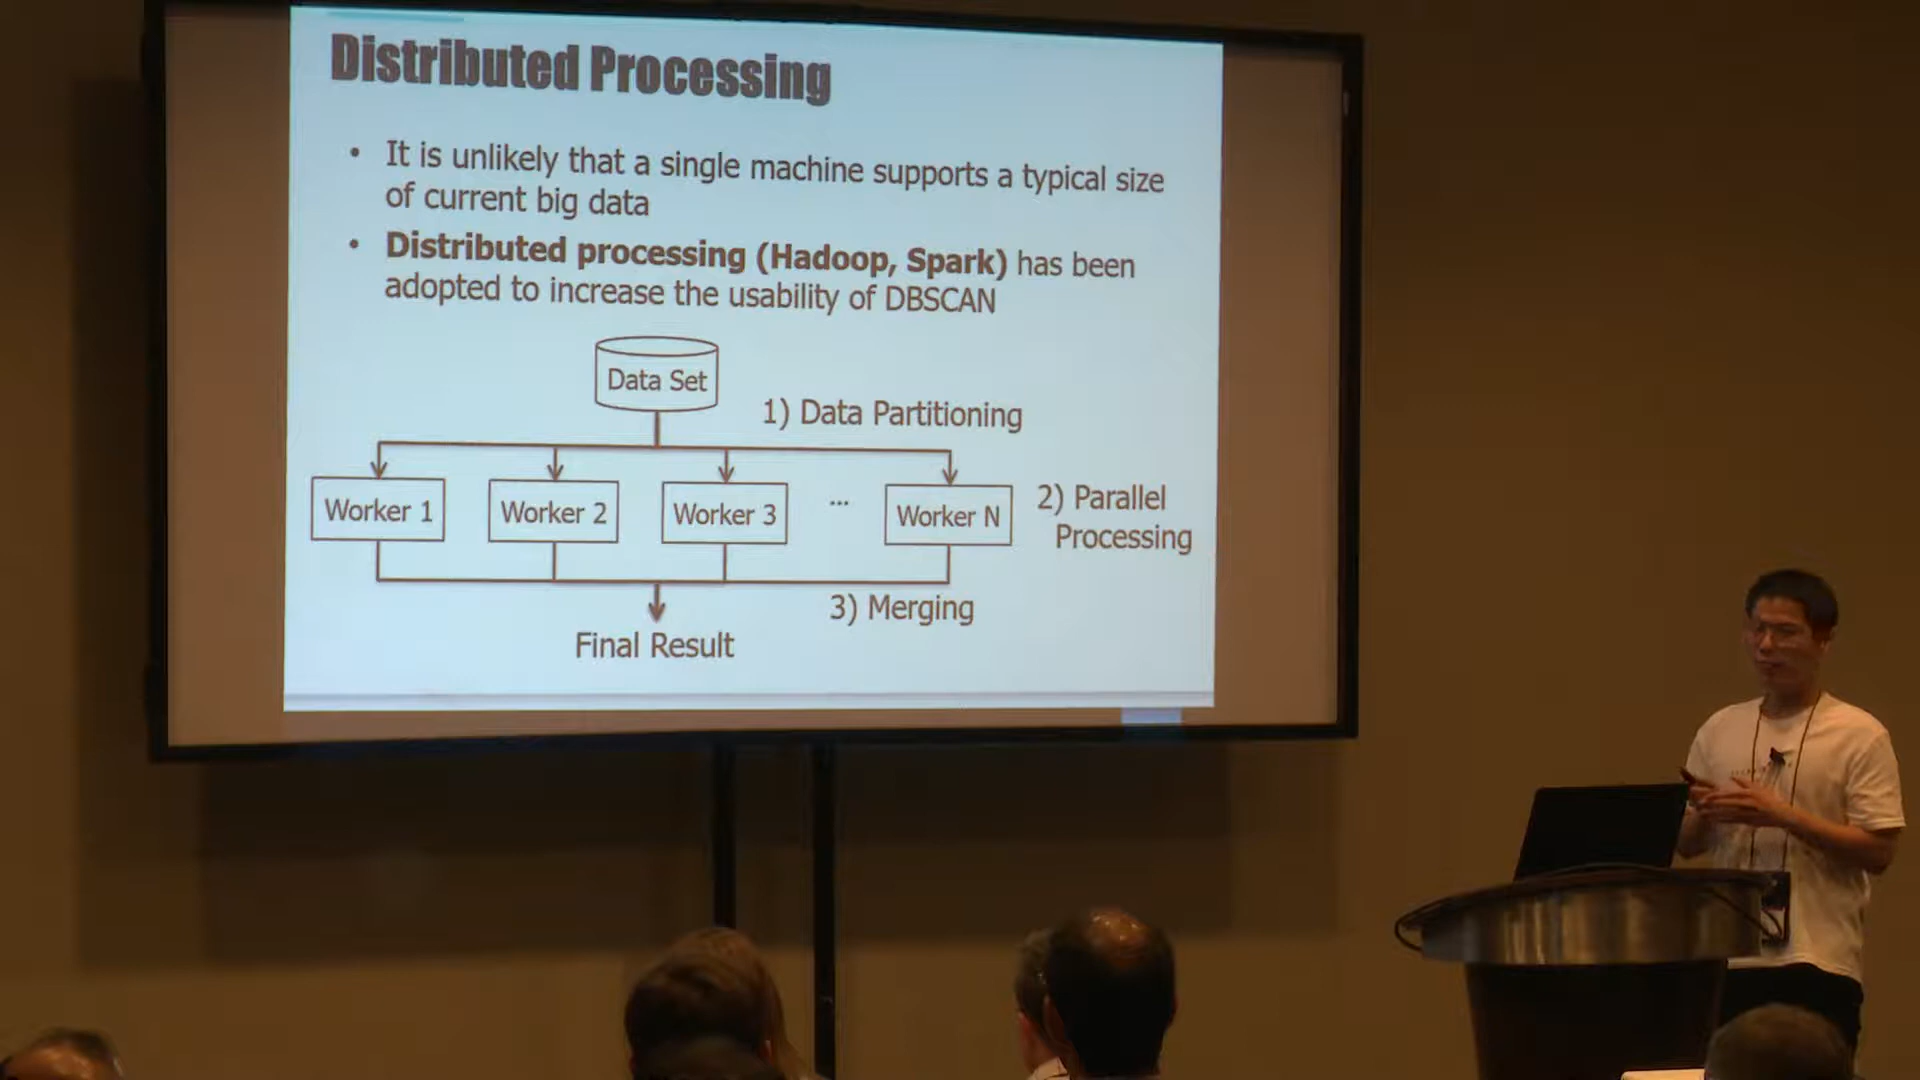 Distributed Processing
• It is unlikely that a single machine supports a typical size
of current big data
• Distributed processing (Hadoop, Spark) has been
adopted to increase the usability of DBSCAN
Data Set
1) Data Partitioning
Worker 1
Worker 2
Worker 3
...
Worker N
2) Parallel
Processing
3) Merging
Final Result